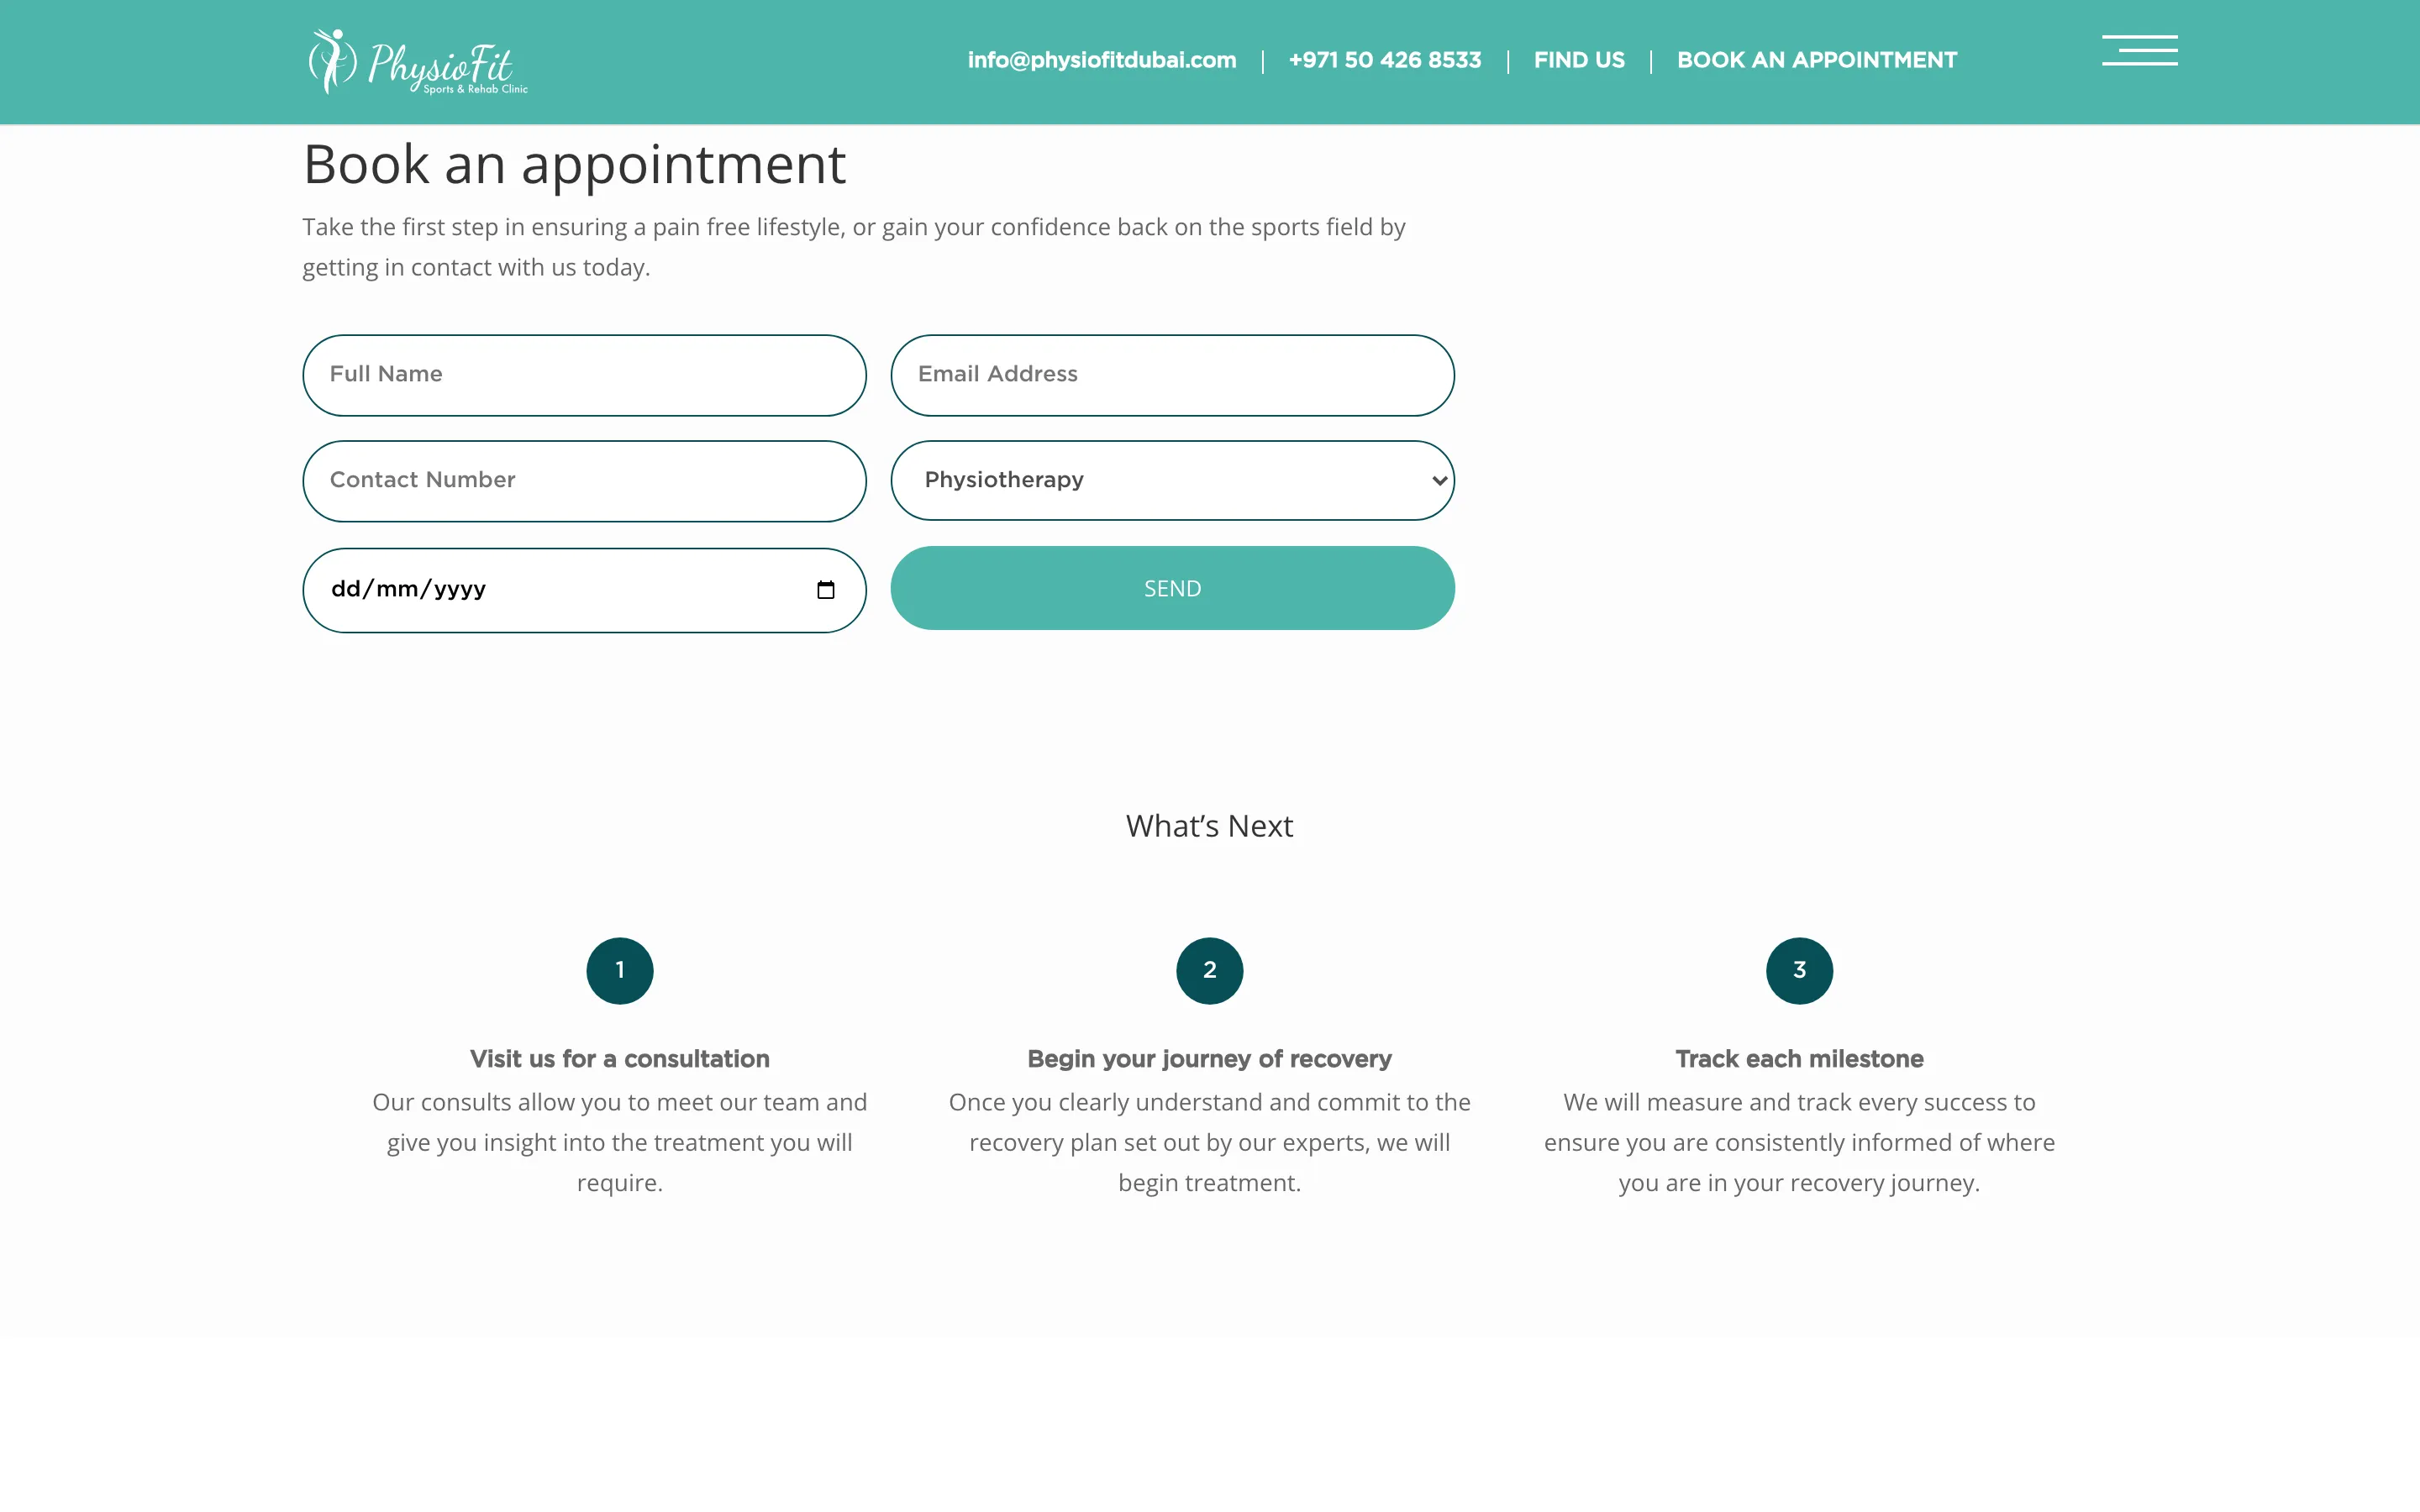 PhysioFit
Sports & Rehab Clinic
info@physiofitdubai.com | +971 50 426 8533 | FIND US | BOOK AN APPOINTMENT
Book an appointment
Take the first step in ensuring a pain free lifestyle, or gain your confidence back on the sports field by
getting in contact with us today.
Full Name
Email Address
Contact Number
Physiotherapy
dd/mm/yyyy
SEND
What’s Next
1
Visit us for a consultation
Our consults allow you to meet our team and
give you insight into the treatment you will
require.
2
Begin your journey of recovery
Once you clearly understand and commit to the
recovery plan set out by our experts, we will
begin treatment.
3
Track each milestone
We will measure and track every success to
ensure you are consistently informed of where
you are in your recovery journey.